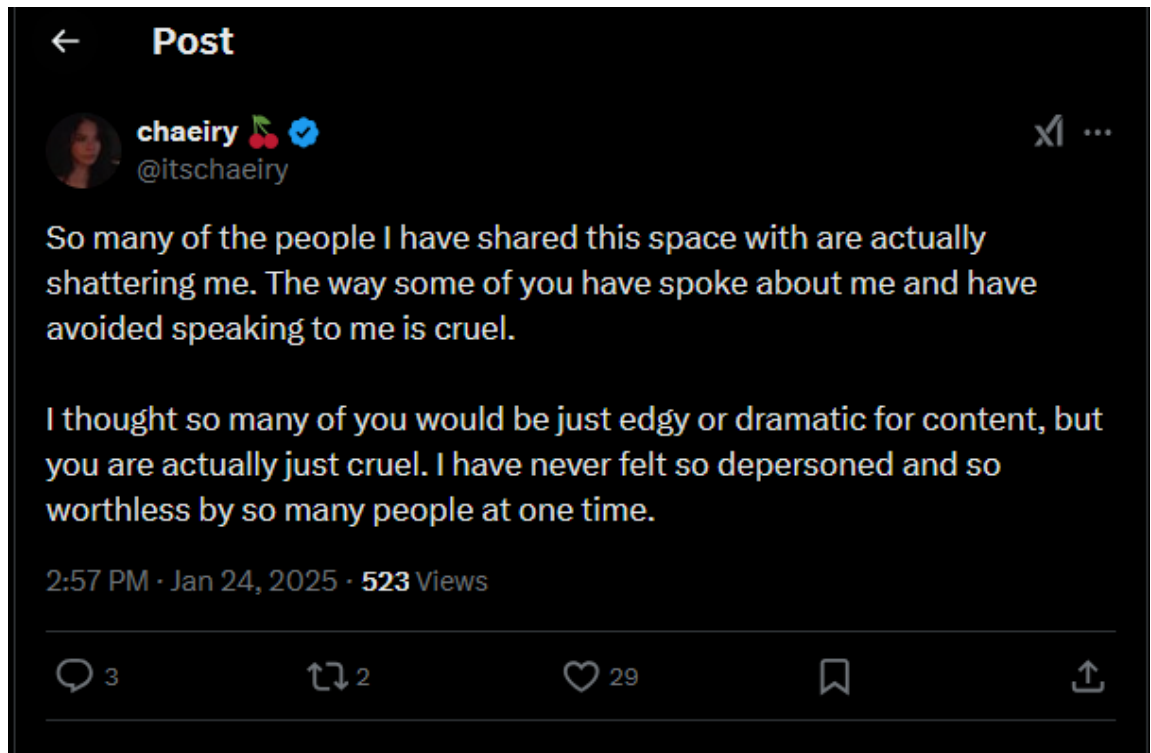 Post
chaeiry
@itschaeiry
So many of the people I have shared this space with are actually
shattering me. The way some of you have spoke about me and have
avoided speaking to me is cruel.
I thought so many of you would be just edgy or dramatic for content, but
you are actually just cruel. I have never felt so depersoned and so
worthless by so many people at one time.
2:57 PM · Jan 24, 2025 · 523 Views
3 2 29